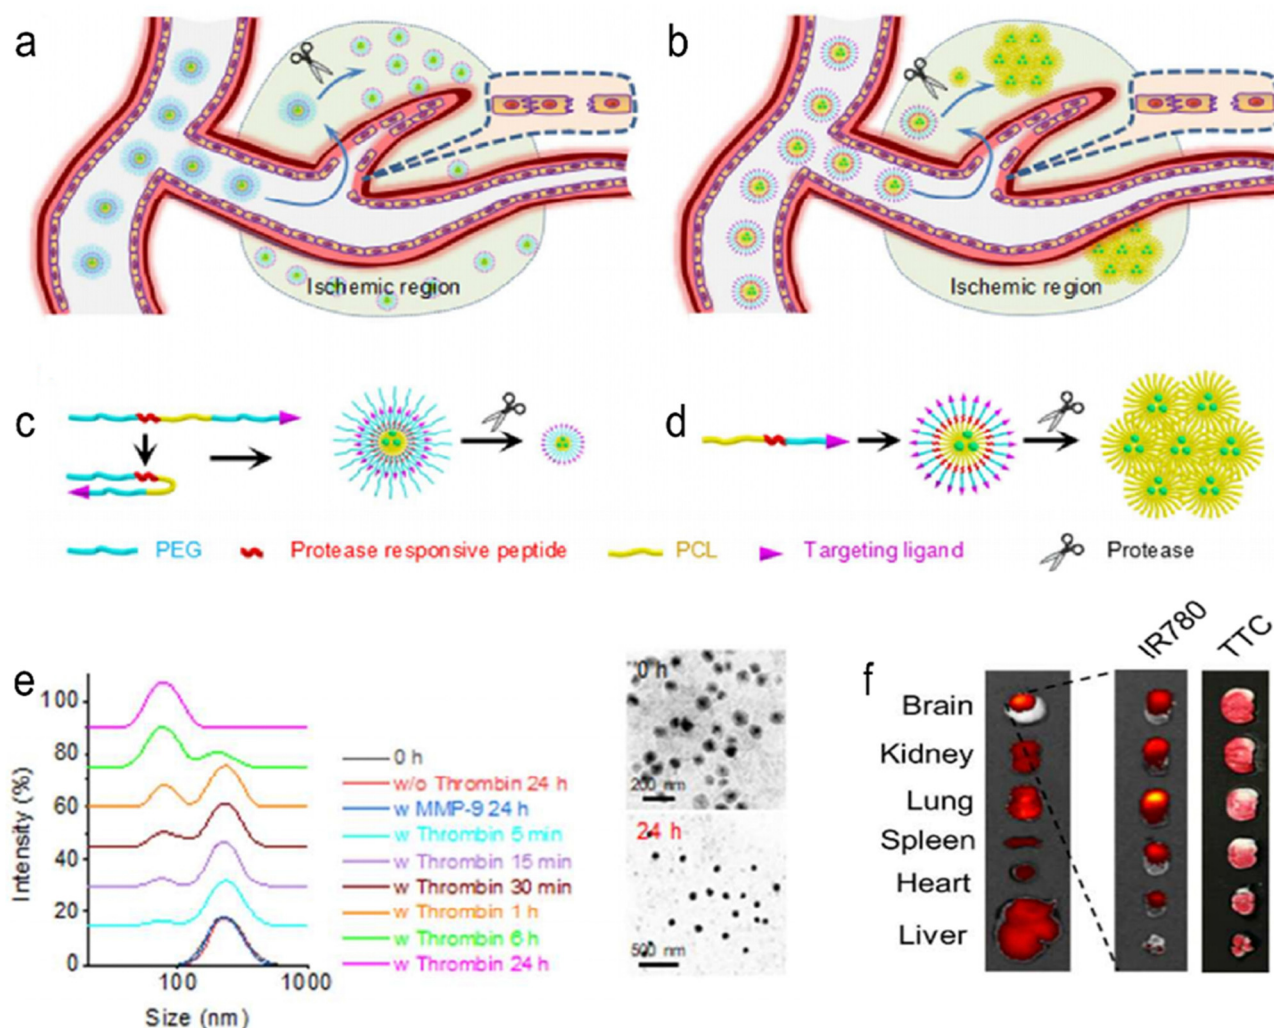 a
b
Ischemic region
Ischemic region
c
d
PEG
Protease responsive peptide
PCL
Targeting ligand
Protease
e
Intensity (%)
100
80
60
40
20
0
100
1000
Size (nm)
0 h
w/o Thrombin 24 h
w MMP-9 24 h
w Thrombin 5 min
w Thrombin 15 min
w Thrombin 30 min
w Thrombin 1 h
w Thrombin 6 h
w Thrombin 24 h
0 h
200 nm
24 h
500 nm
f
IR780
TTC
Brain
Kidney
Lung
Spleen
Heart
Liver